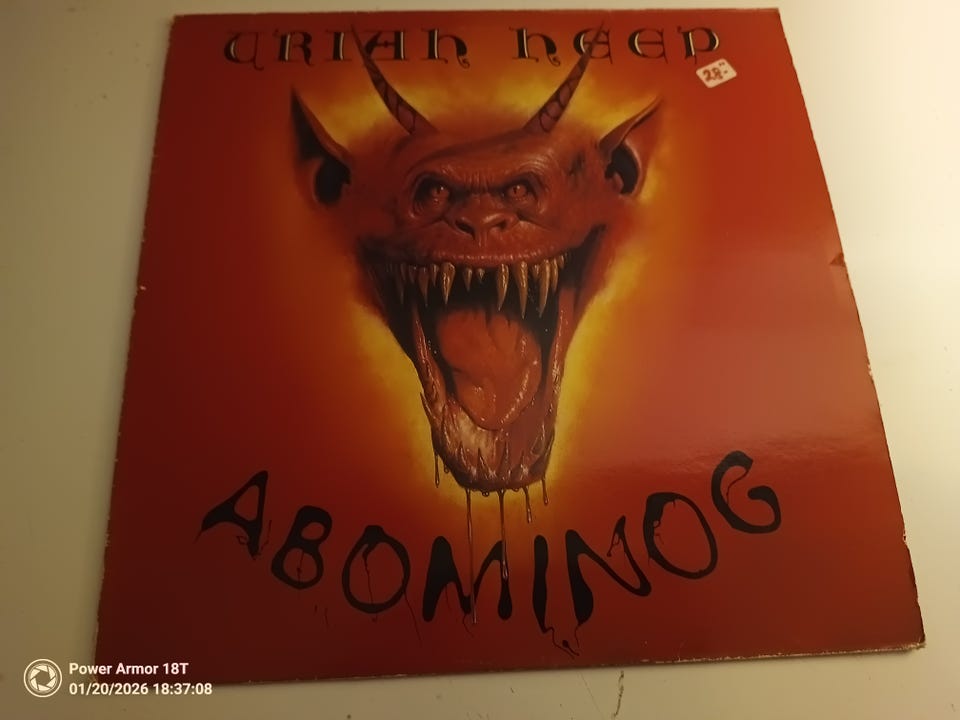 URIAH HEEP
28.-
ABOMINOG
Power Armor 18T
01/20/2026 18:37:08